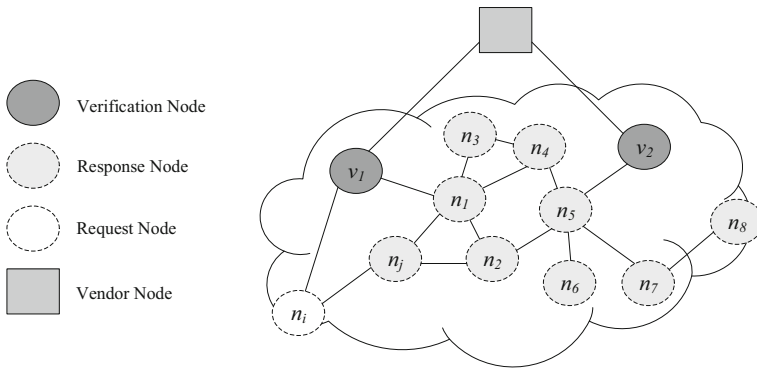 Verification Node
Response Node
Request Node
Vendor Node
n3
n4
v2
v1
n1
n5
n8
nj
n2
n6
n7
ni